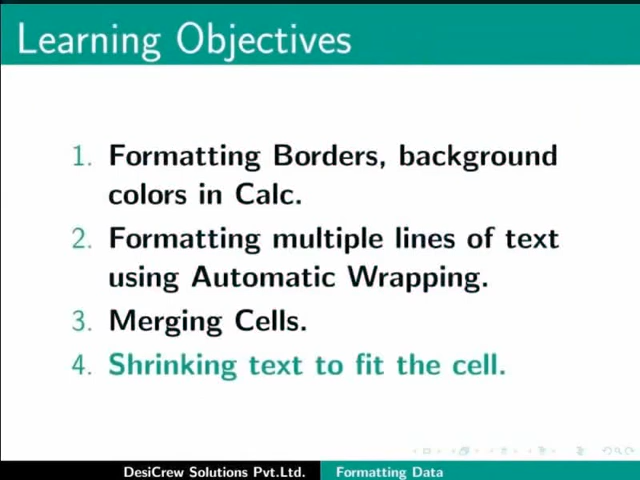 Learning Objectives
1. Formatting Borders, background
colors in Calc.
2. Formatting multiple lines of text
using Automatic Wrapping.
3. Merging Cells.
4. Shrinking text to fit the cell.
DesiCrew Solutions Pvt.Ltd. Formatting Data